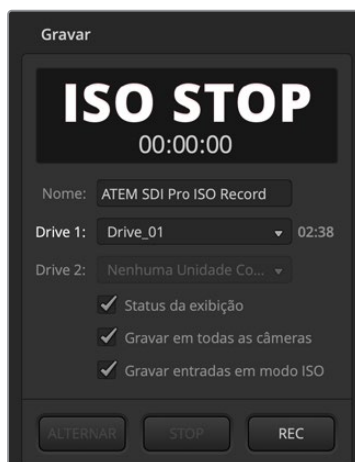 Gravar
ISO STOP
00:00:00
Nome: ATEM SDI Pro ISO Record
Drive 1: Drive_01 02:38
Drive 2: Nenhuma Unidade Co...
Status da exibição
Gravar em todas as câmeras
Gravar entradas em modo ISO
ALTERNAR STOP REC